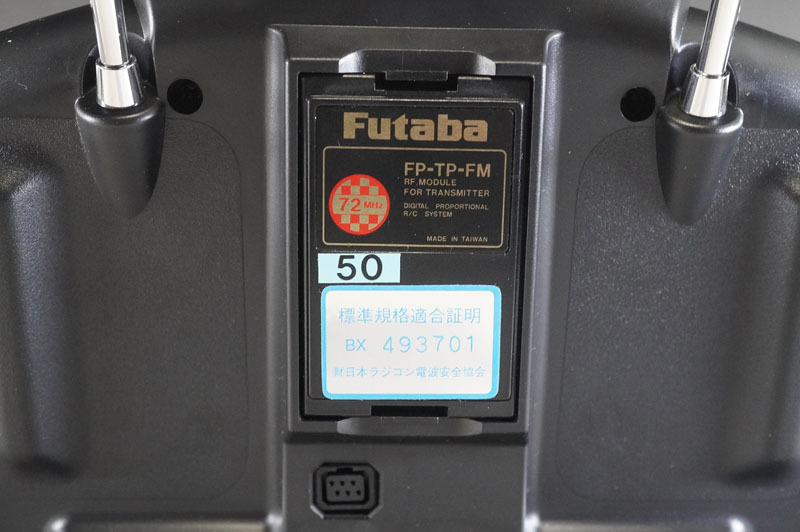 Futaba
FP-TP-FM
RF. MODULE
FOR TRANSMITTER
72 MHz
DIGITAL PROPORTIONAL
R/C SYSTEM
MADE IN TAIWAN
50
標準規格適合証明
BX 493701
財日本ラジコン電波安全協会